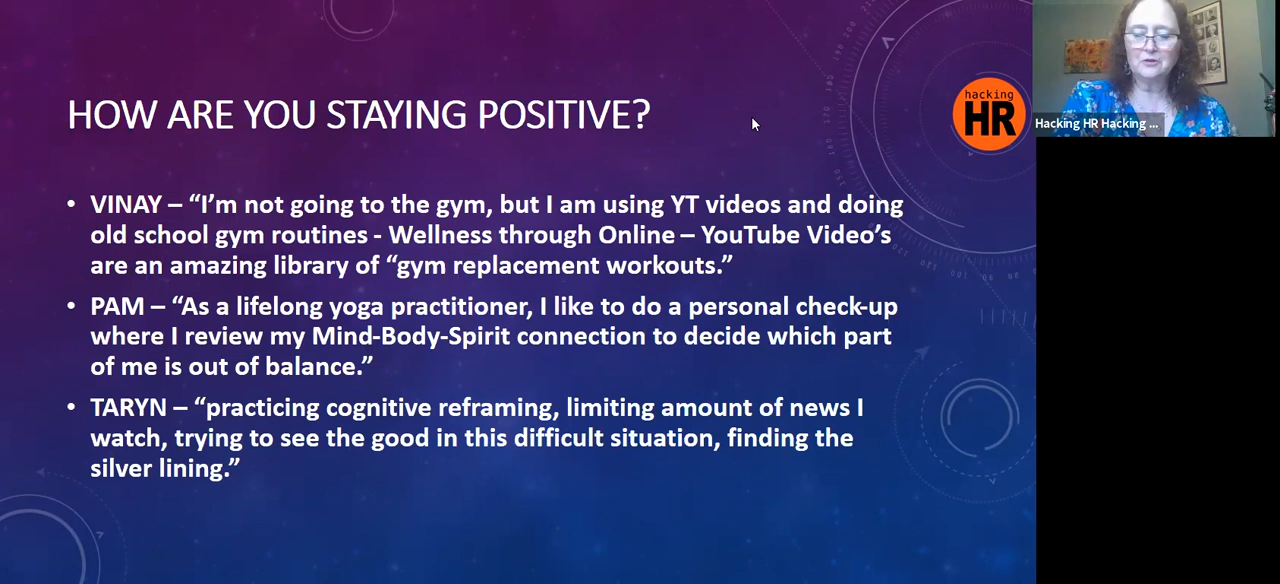 HOW ARE YOU STAYING POSITIVE?
hacking
HR
Hacking HR Hacking ...
• VINAY – “I’m not going to the gym, but I am using YT videos and doing
old school gym routines - Wellness through Online – YouTube Video’s
are an amazing library of “gym replacement workouts.”
• PAM – “As a lifelong yoga practitioner, I like to do a personal check-up
where I review my Mind-Body-Spirit connection to decide which part
of me is out of balance.”
• TARYN – “practicing cognitive reframing, limiting amount of news I
watch, trying to see the good in this difficult situation, finding the
silver lining.”